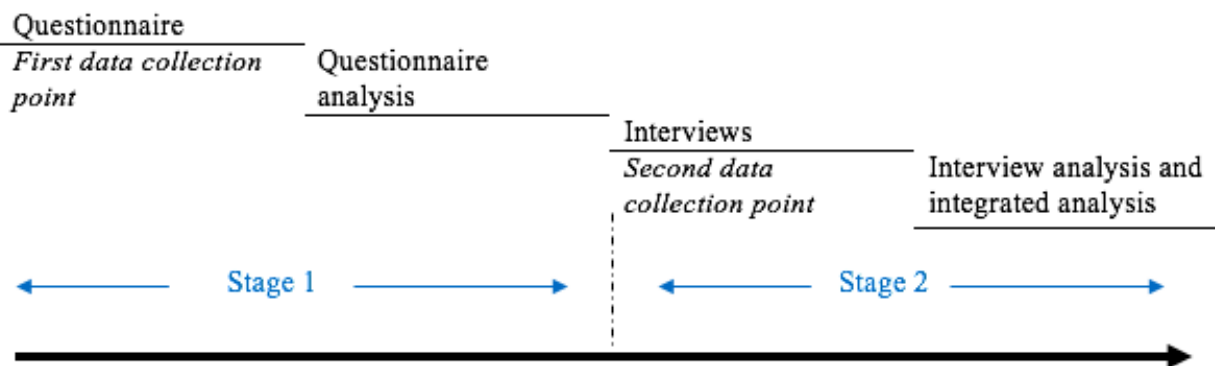 Questionnaire
First data collection
point
Questionnaire
analysis
Interviews
Second data
collection point
Interview analysis and
integrated analysis
Stage 1
Stage 2